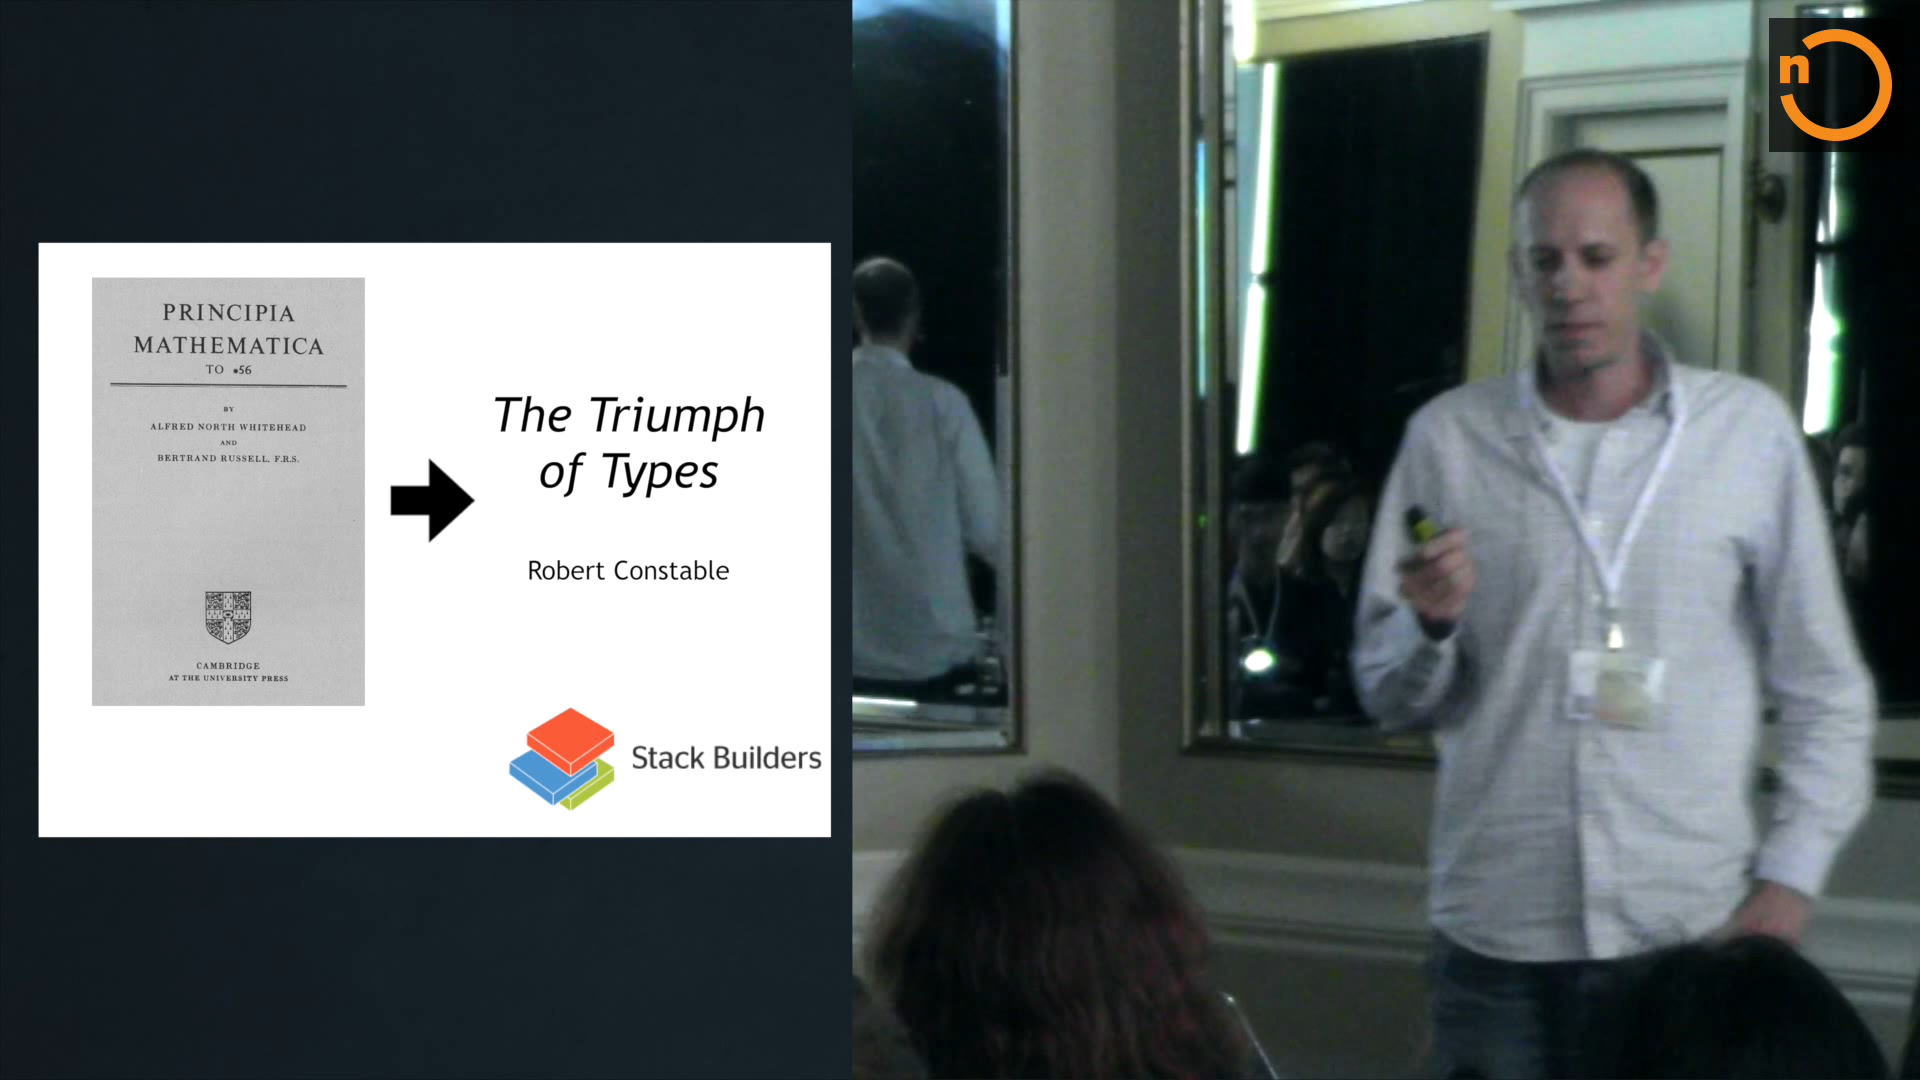 PRINCIPIA
MATHEMATICA
TO *56
BY
ALFRED NORTH WHITEHEAD
AND
BERTRAND RUSSELL, F.R.S.
CAMBRIDGE
AT THE UNIVERSITY PRESS
The Triumph
of Types
Robert Constable
Stack Builders
n